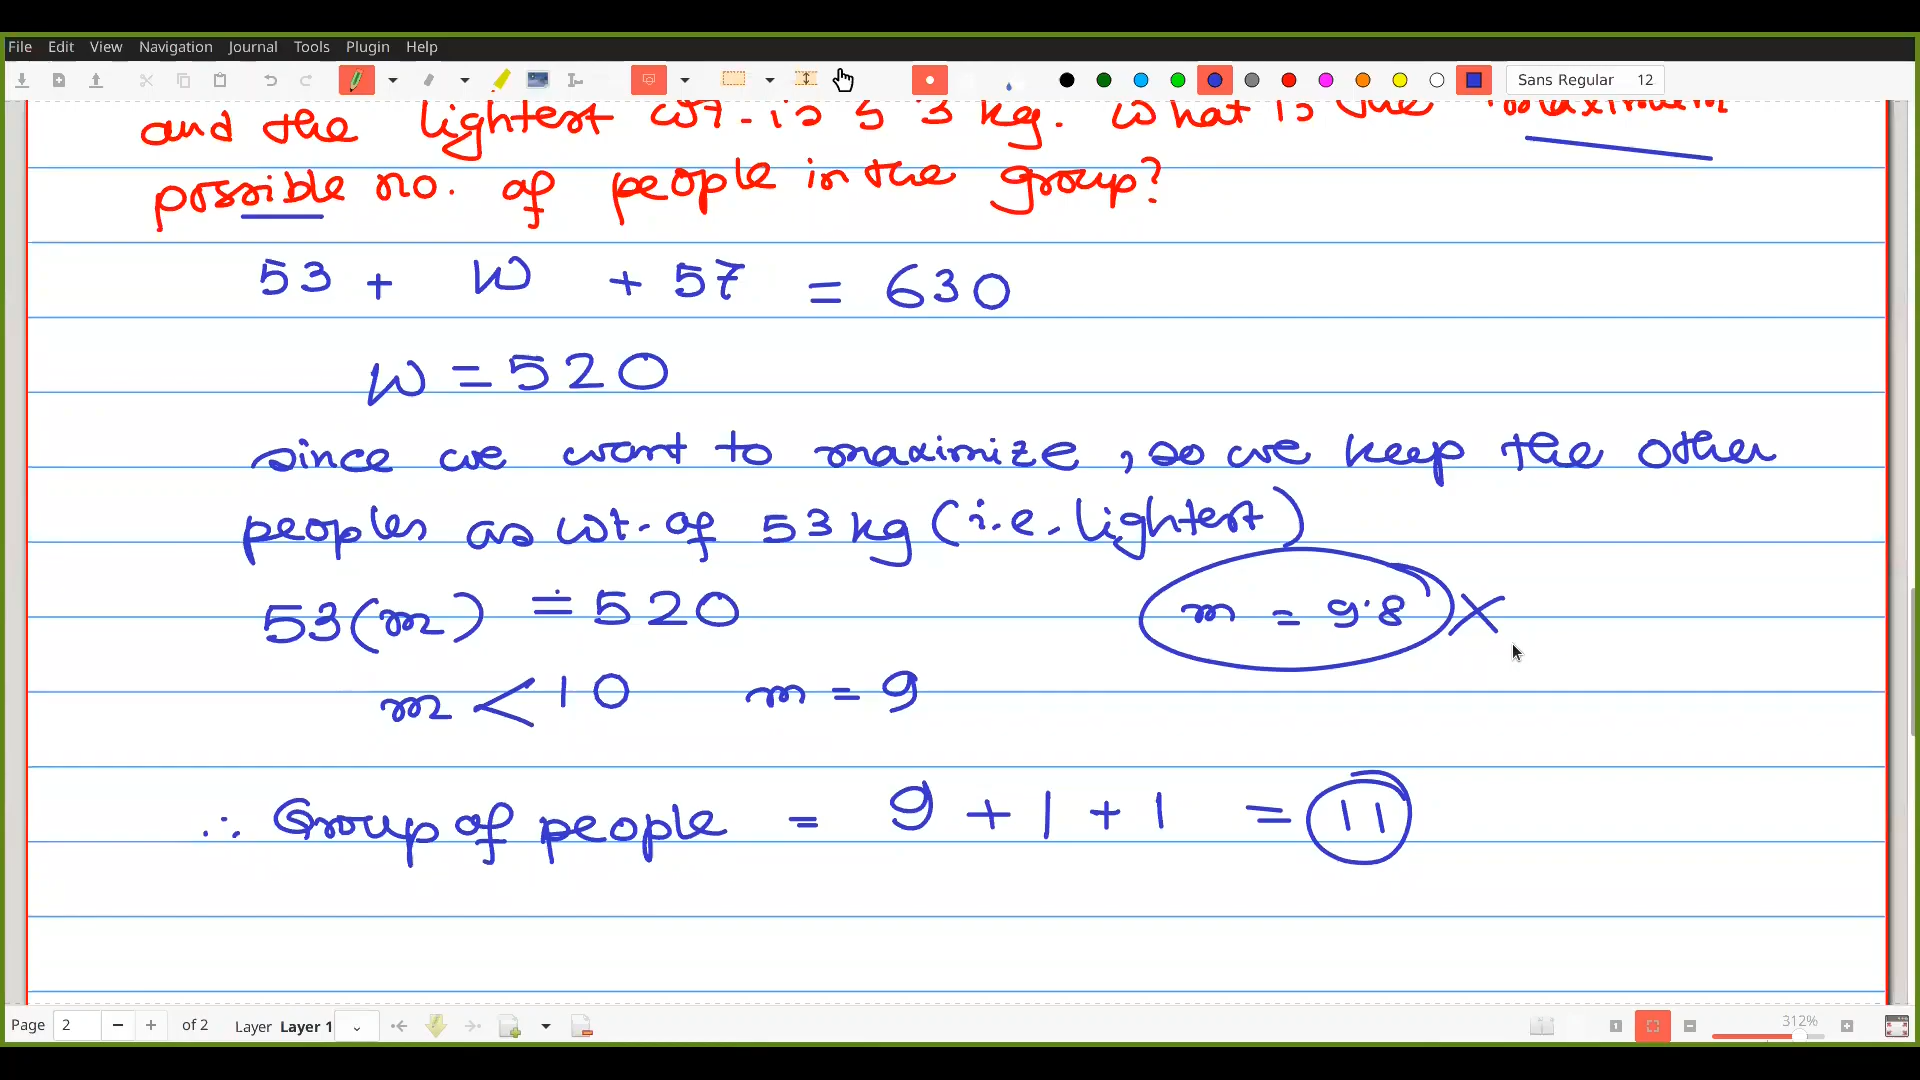 File Edit View Navigation Journal Tools Plugin Help
Sans Regular 12
and the lightest wt. is 53 kg. What is the maximum
possible no. of people in the group?
53 + W + 57 = 630
W = 520
since we want to maximize, so we keep the other
peoples as wt. of 53 kg (i.e. lightest)
53(m) ≐ 520 m = 9.8 X
m < 10 m = 9
∴ Group of people = 9 + 1 + 1 = 11
Page 2 − + of 2 Layer Layer 1 312%